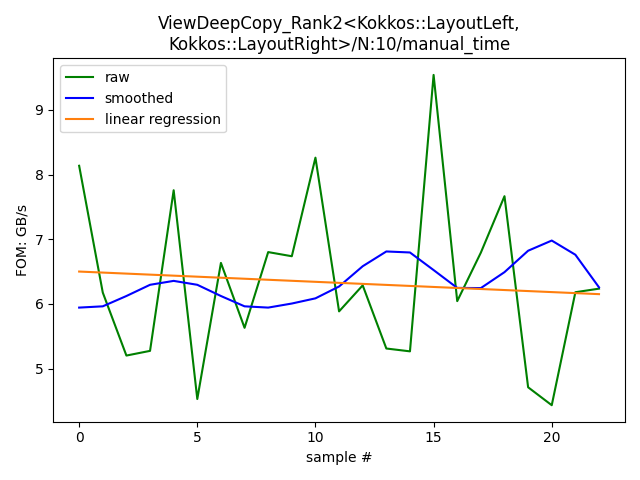 ViewDeepCopy_Rank2<Kokkos::LayoutLeft,
Kokkos::LayoutRight>/N:10/manual_time
raw
smoothed
linear regression
FOM: GB/s
9
8
7
6
5
0
5
10
15
20
sample #